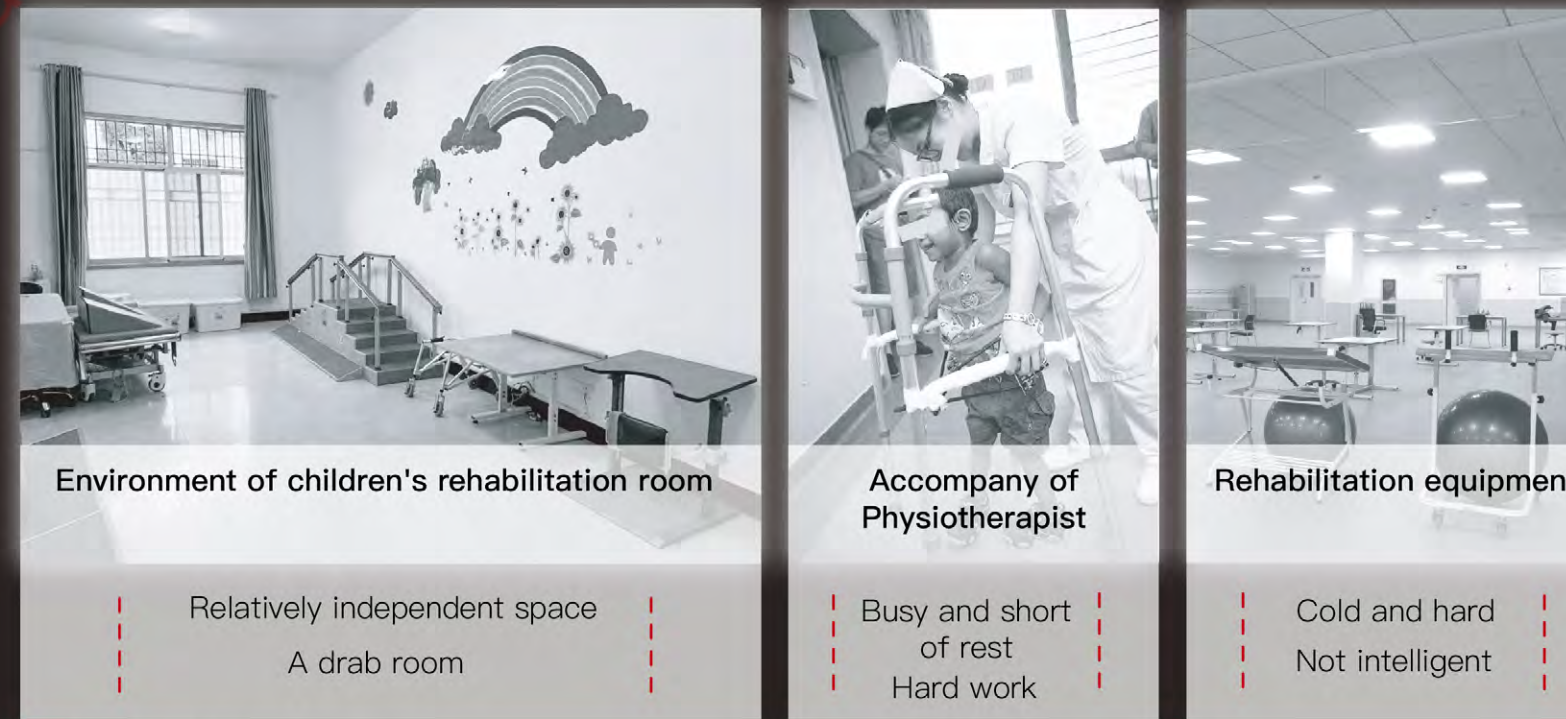 Environment of children's rehabilitation room
Relatively independent space
A drab room
Accompany of
Physiotherapist
Busy and short
of rest
Hard work
Rehabilitation equipmen
Cold and hard
Not intelligent